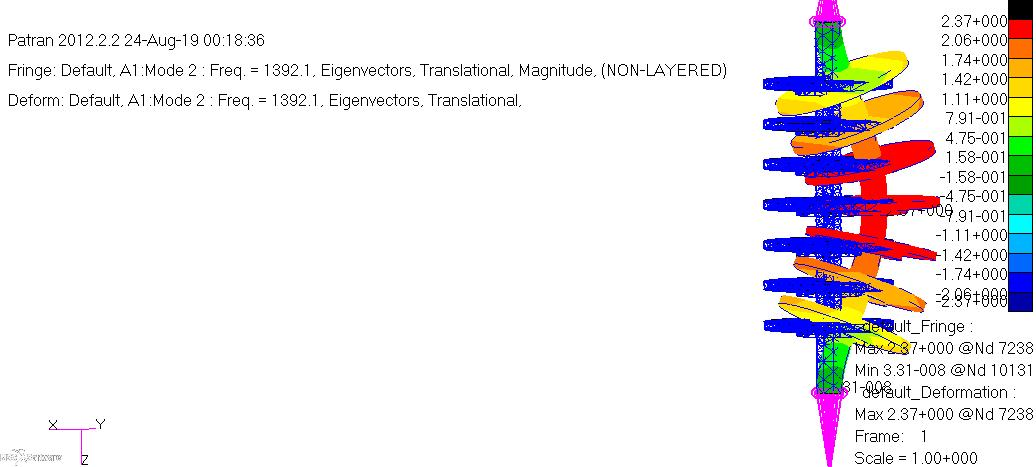 Patran 2012.2.2 24-Aug-19 00:18:36
Fringe: Default, A1:Mode 2 : Freq. = 1392.1, Eigenvectors, Translational, Magnitude, (NON-LAYERED)
Deform: Default, A1:Mode 2 : Freq. = 1392.1, Eigenvectors, Translational,
2.37+000
2.06+000
1.74+000
1.42+000
1.11+000
7.91-001
4.75-001
1.58-001
-1.58-001
-4.75-001
-7.91-001
-1.11+000
-1.42+000
-1.74+000
-2.06+000
-2.37+000
default_Fringe :
Max 2.37+000 @Nd 7238
Min 3.31-008 @Nd 10131
default_Deformation :
Max 2.37+000 @Nd 7238
Frame: 1
Scale = 1.00+000
X
Y
Z